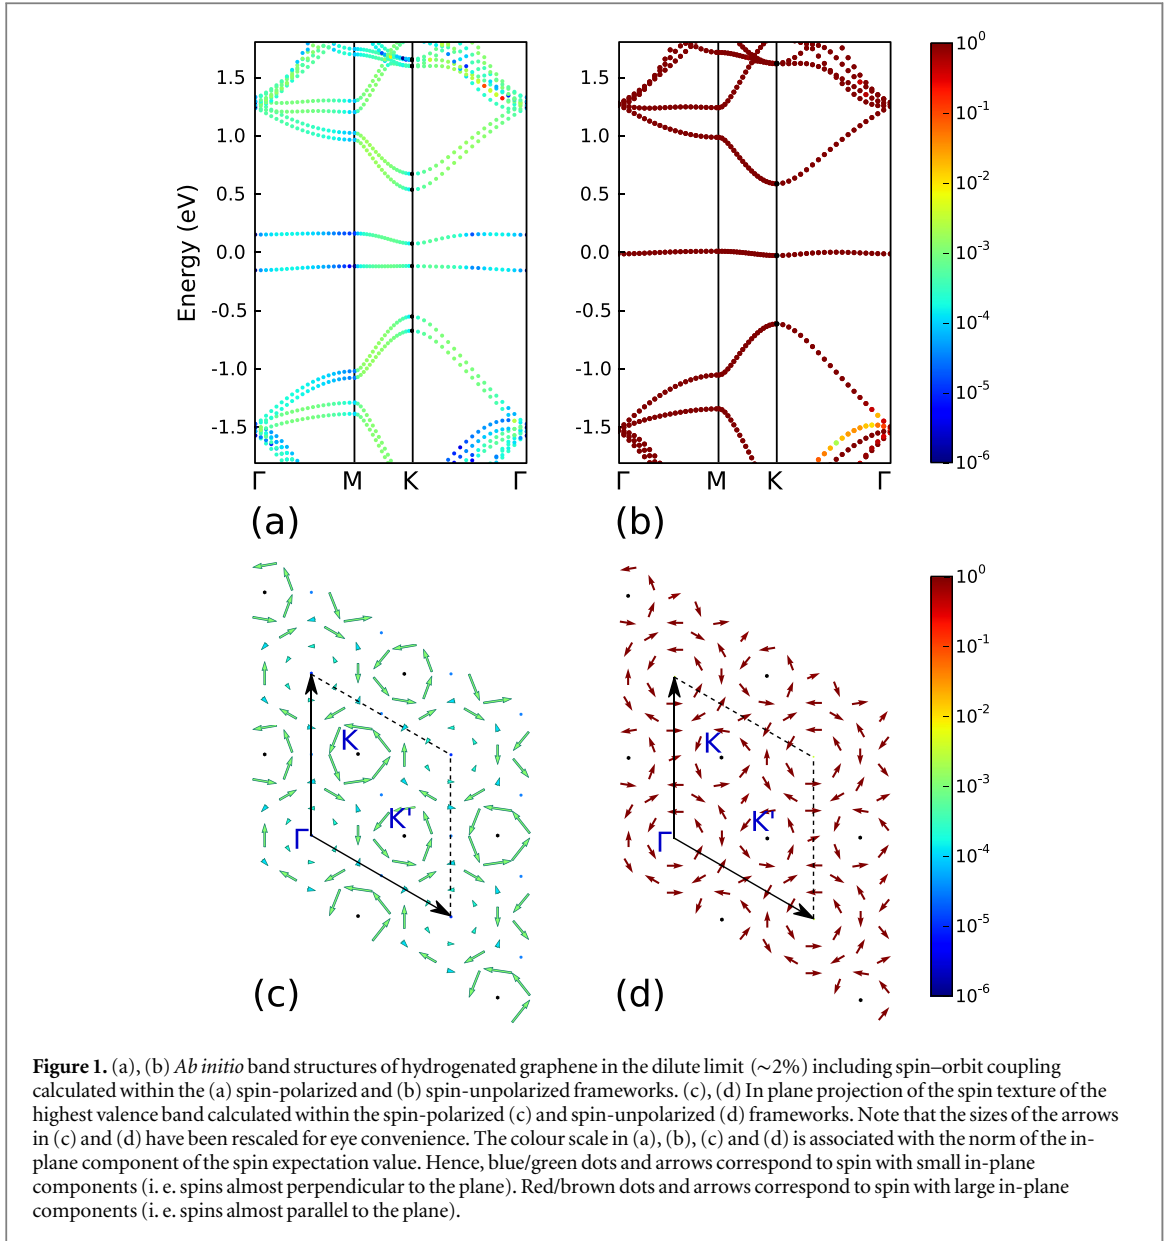 1.5
1.0
0.5
0.0
-0.5
-1.0
-1.5
Energy (eV)
Γ M K Γ
(a)
1.5
1.0
0.5
0.0
-0.5
-1.0
-1.5
Γ M K Γ
(b)
10⁰
10⁻¹
10⁻²
10⁻³
10⁻⁴
10⁻⁵
10⁻⁶
K
K'
Γ
(c)
K
K'
Γ
(d)
10⁰
10⁻¹
10⁻²
10⁻³
10⁻⁴
10⁻⁵
10⁻⁶
Figure 1. (a), (b) Ab initio band structures of hydrogenated graphene in the dilute limit (~2%) including spin–orbit coupling
calculated within the (a) spin-polarized and (b) spin-unpolarized frameworks. (c), (d) In plane projection of the spin texture of the
highest valence band calculated within the spin-polarized (c) and spin-unpolarized (d) frameworks. Note that the sizes of the arrows
in (c) and (d) have been rescaled for eye convenience. The colour scale in (a), (b), (c) and (d) is associated with the norm of the in-
plane component of the spin expectation value. Hence, blue/green dots and arrows correspond to spin with small in-plane
components (i. e. spins almost perpendicular to the plane). Red/brown dots and arrows correspond to spin with large in-plane
components (i. e. spins almost parallel to the plane).